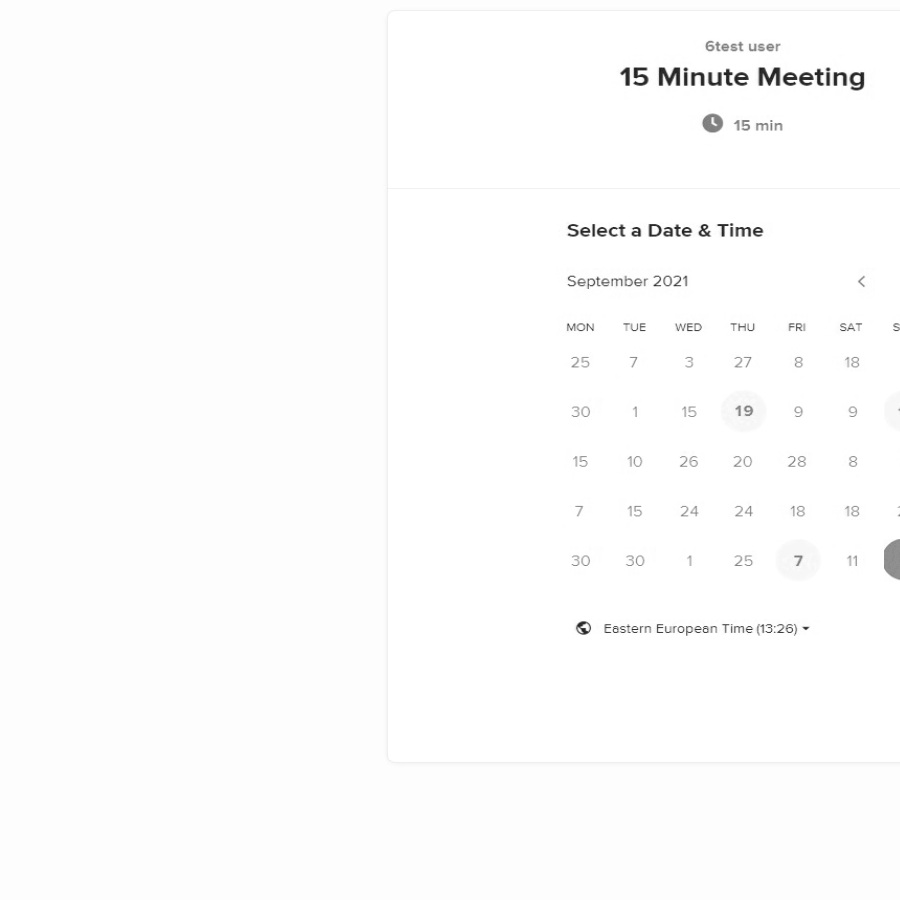 6test user
15 Minute Meeting
15 min
Select a Date & Time
September 2021
MON TUE WED THU FRI SAT
25 7 3 27 8 18
30 1 15 19 9 9
15 10 26 20 28 8
7 15 24 24 18 18
30 30 1 25 7 11
Eastern European Time (13:26)